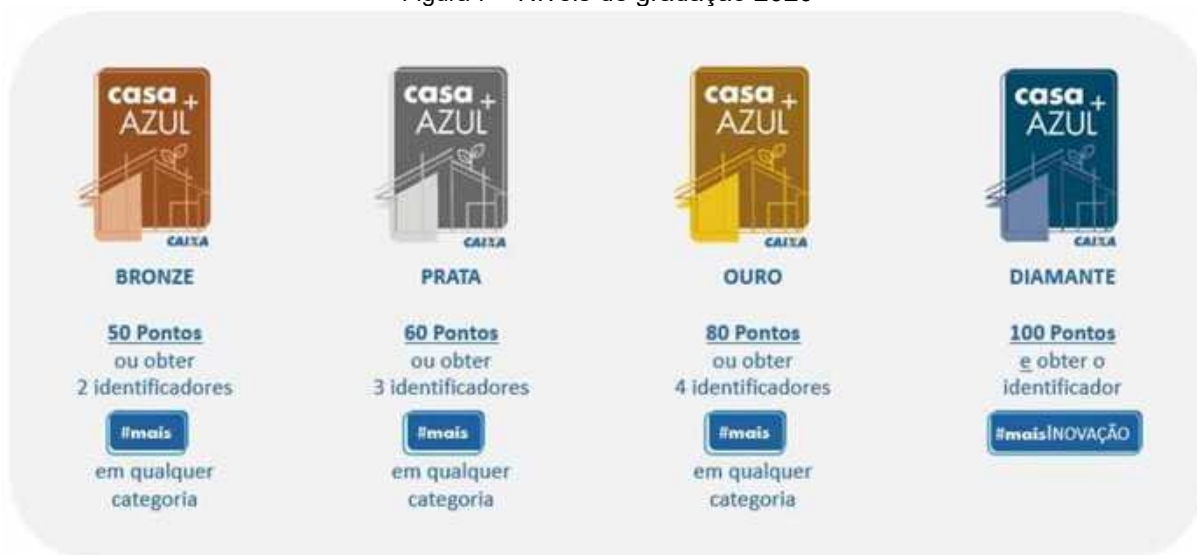 casa +
AZUL
CAIXA
BRONZE
50 Pontos
ou obter
2 identificadores
#mais
em qualquer
categoria
casa +
AZUL
CAIXA
PRATA
60 Pontos
ou obter
3 identificadores
#mais
em qualquer
categoria
casa +
AZUL
CAIXA
OURO
80 Pontos
ou obter
4 identificadores
#mais
em qualquer
categoria
casa +
AZUL
CAIXA
DIAMANTE
100 Pontos
e obter o
identificador
#maisINOVAÇÃO